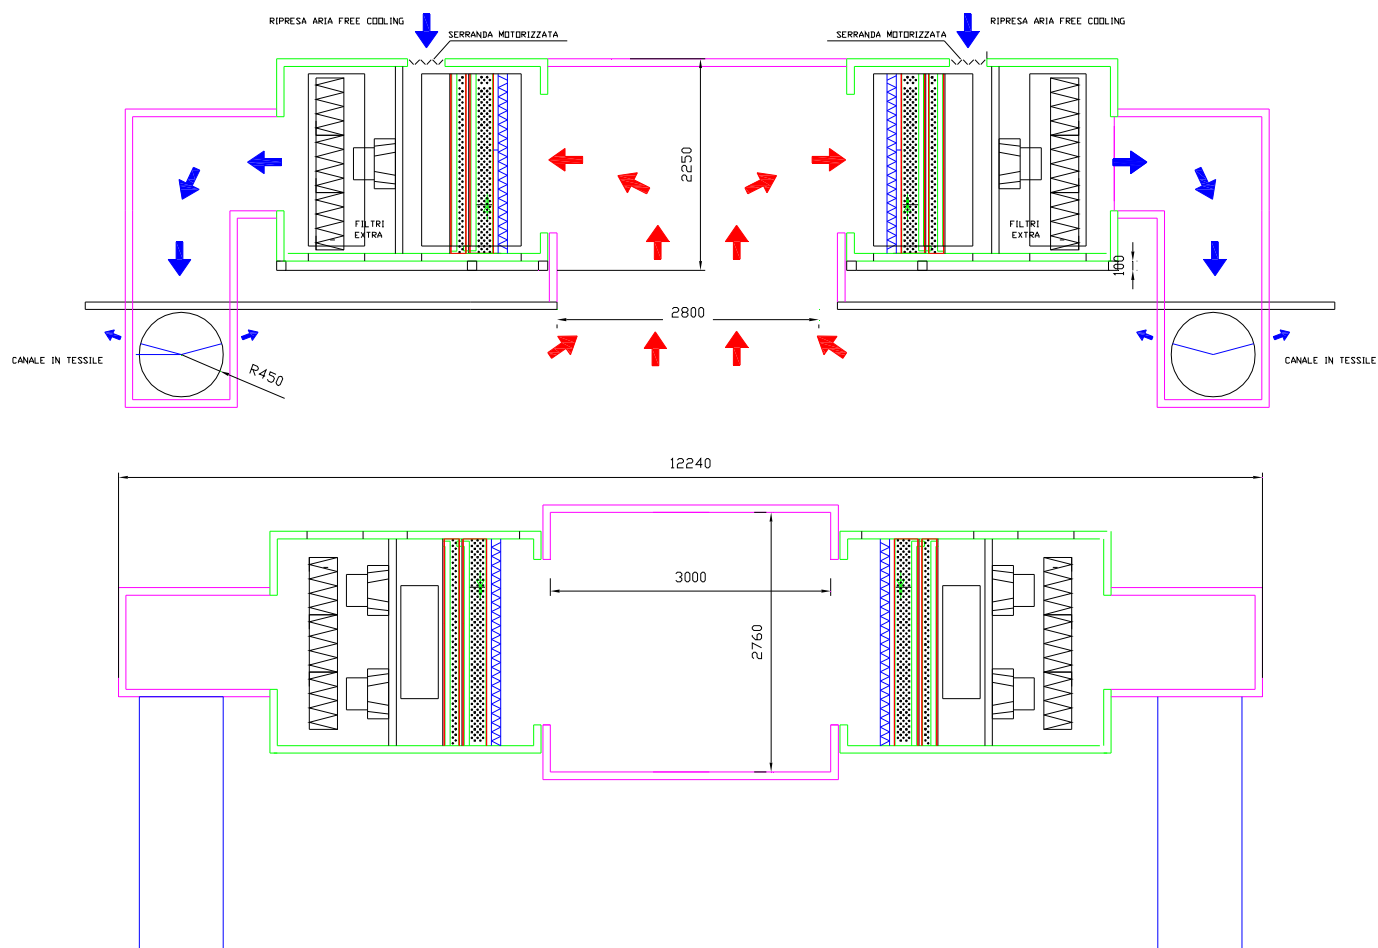 RIPRESA ARIA FREE COOLING
RIPRESA ARIA FREE COOLING
SERRANDA MOTORIZZATA
SERRANDA MOTORIZZATA
2250
FILTRI
EXTRA
FILTRI
EXTRA
100
2800
CANALE IN TESSILE
R450
CANALE IN TESSILE
12240
3000
2760